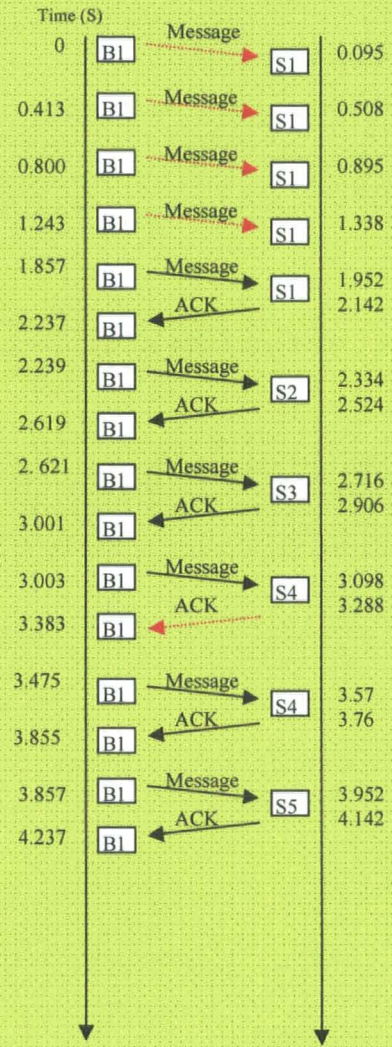 Time (S)
0 B1 Message S1 0.095
0.413 B1 Message S1 0.508
0.800 B1 Message S1 0.895
1.243 B1 Message S1 1.338
1.857 B1 Message S1 1.952
2.237 B1 ACK 2.142
2.239 B1 Message S2 2.334
2.619 B1 ACK 2.524
2. 621 B1 Message S3 2.716
3.001 B1 ACK 2.906
3.003 B1 Message S4 3.098
3.383 B1 ACK 3.288
3.475 B1 Message S4 3.57
3.855 B1 ACK 3.76
3.857 B1 Message S5 3.952
4.237 B1 ACK 4.142